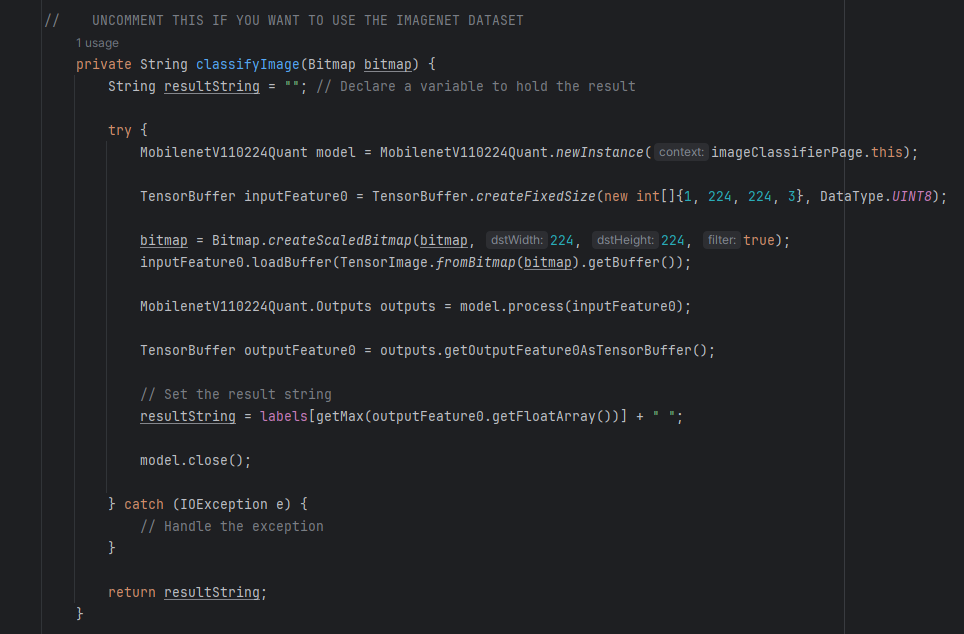 //    UNCOMMENT THIS IF YOU WANT TO USE THE IMAGENET DATASET
1 usage
private String classifyImage(Bitmap bitmap) {
String resultString = ""; // Declare a variable to hold the result
try {
MobilenetV110224Quant model = MobilenetV110224Quant.newInstance( context: imageClassifierPage.this);
TensorBuffer inputFeature0 = TensorBuffer.createFixedSize(new int[]{1, 224, 224, 3}, DataType.UINT8);
bitmap = Bitmap.createScaledBitmap(bitmap, dstWidth: 224, dstHeight: 224, filter: true);
inputFeature0.loadBuffer(TensorImage.fromBitmap(bitmap).getBuffer());
MobilenetV110224Quant.Outputs outputs = model.process(inputFeature0);
TensorBuffer outputFeature0 = outputs.getOutputFeature0AsTensorBuffer();
// Set the result string
resultString = labels[getMax(outputFeature0.getFloatArray())] + " ";
model.close();
} catch (IOException e) {
// Handle the exception
}
return resultString;
}